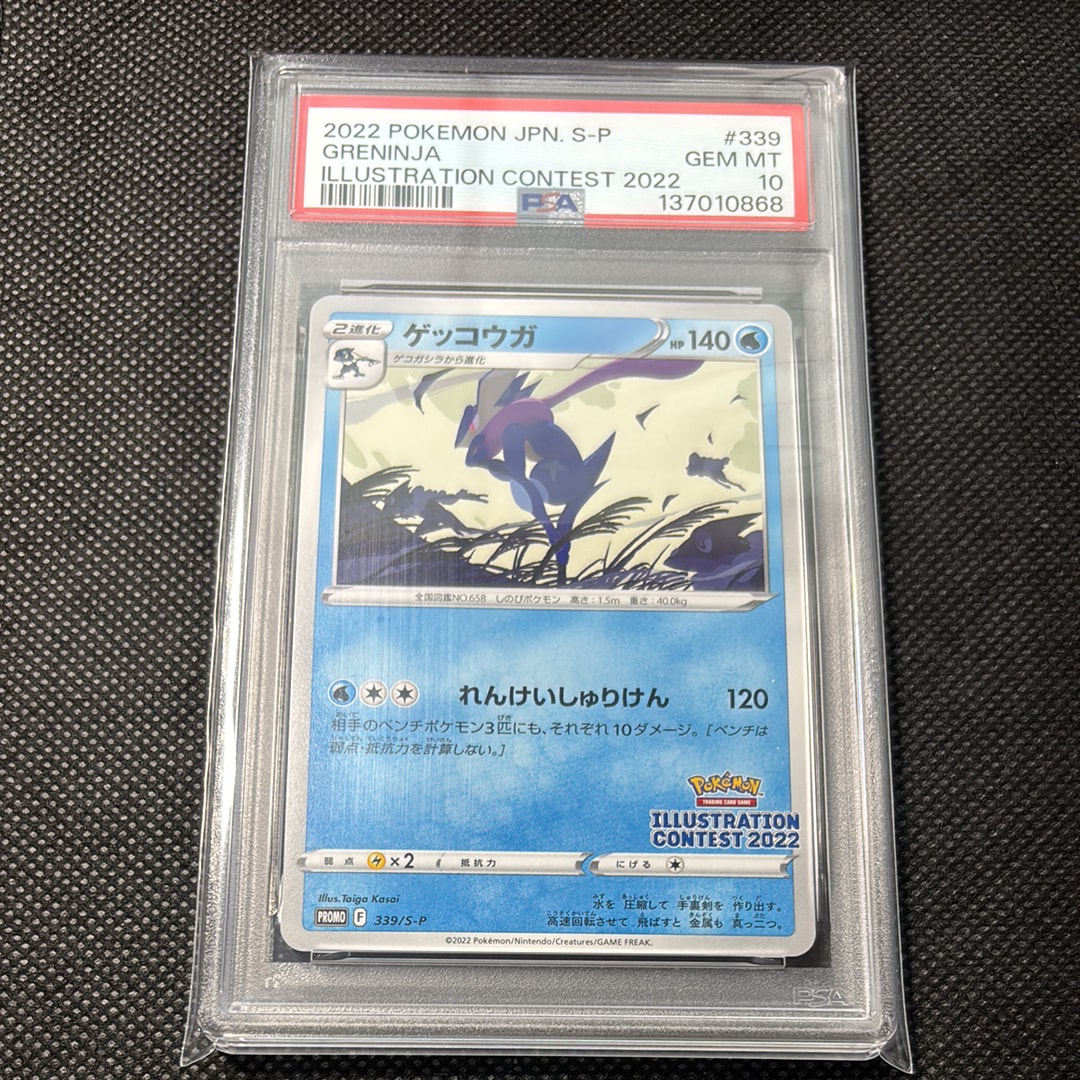 2022 POKEMON JPN. S-P #339
GRENINJA GEM MT
ILLUSTRATION CONTEST 2022 10
PSA 137010868
2進化 ゲッコウガ HP 140
ゲコガシラから進化
全国図鑑NO.658 しのびポケモン 高さ:1.5m 重さ:40.0kg
れんけいしゅりけん 120
相手のベンチポケモン3匹にも、それぞれ10ダメージ。[ベンチは
弱点・抵抗力を計算しない。]
POKéMON
TRADING CARD GAME
ILLUSTRATION
CONTEST 2022
弱点 ×2 抵抗力 にげる
Illus.Taiga Kasai
水を 圧縮して 手裏剣を 作り出す。
PROMO F 339/S-P
高速回転させて 飛ばすと 金属も 真っ二つ。
©2022 Pokémon/Nintendo/Creatures/GAME FREAK.
PSA